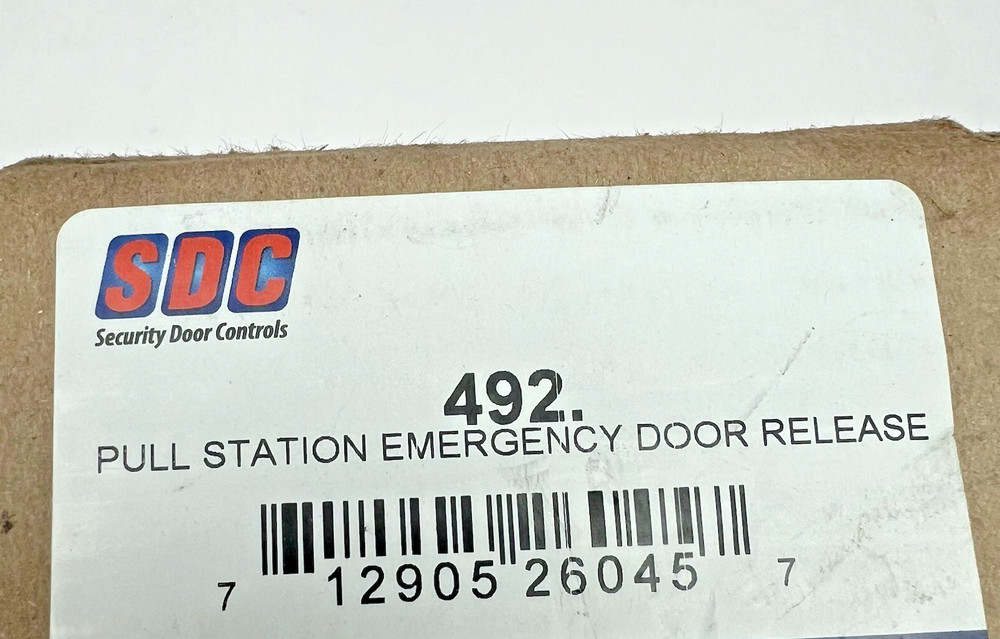 SDC
Security Door Controls
492.
PULL STATION EMERGENCY DOOR RELEASE
7 12905 26045 7